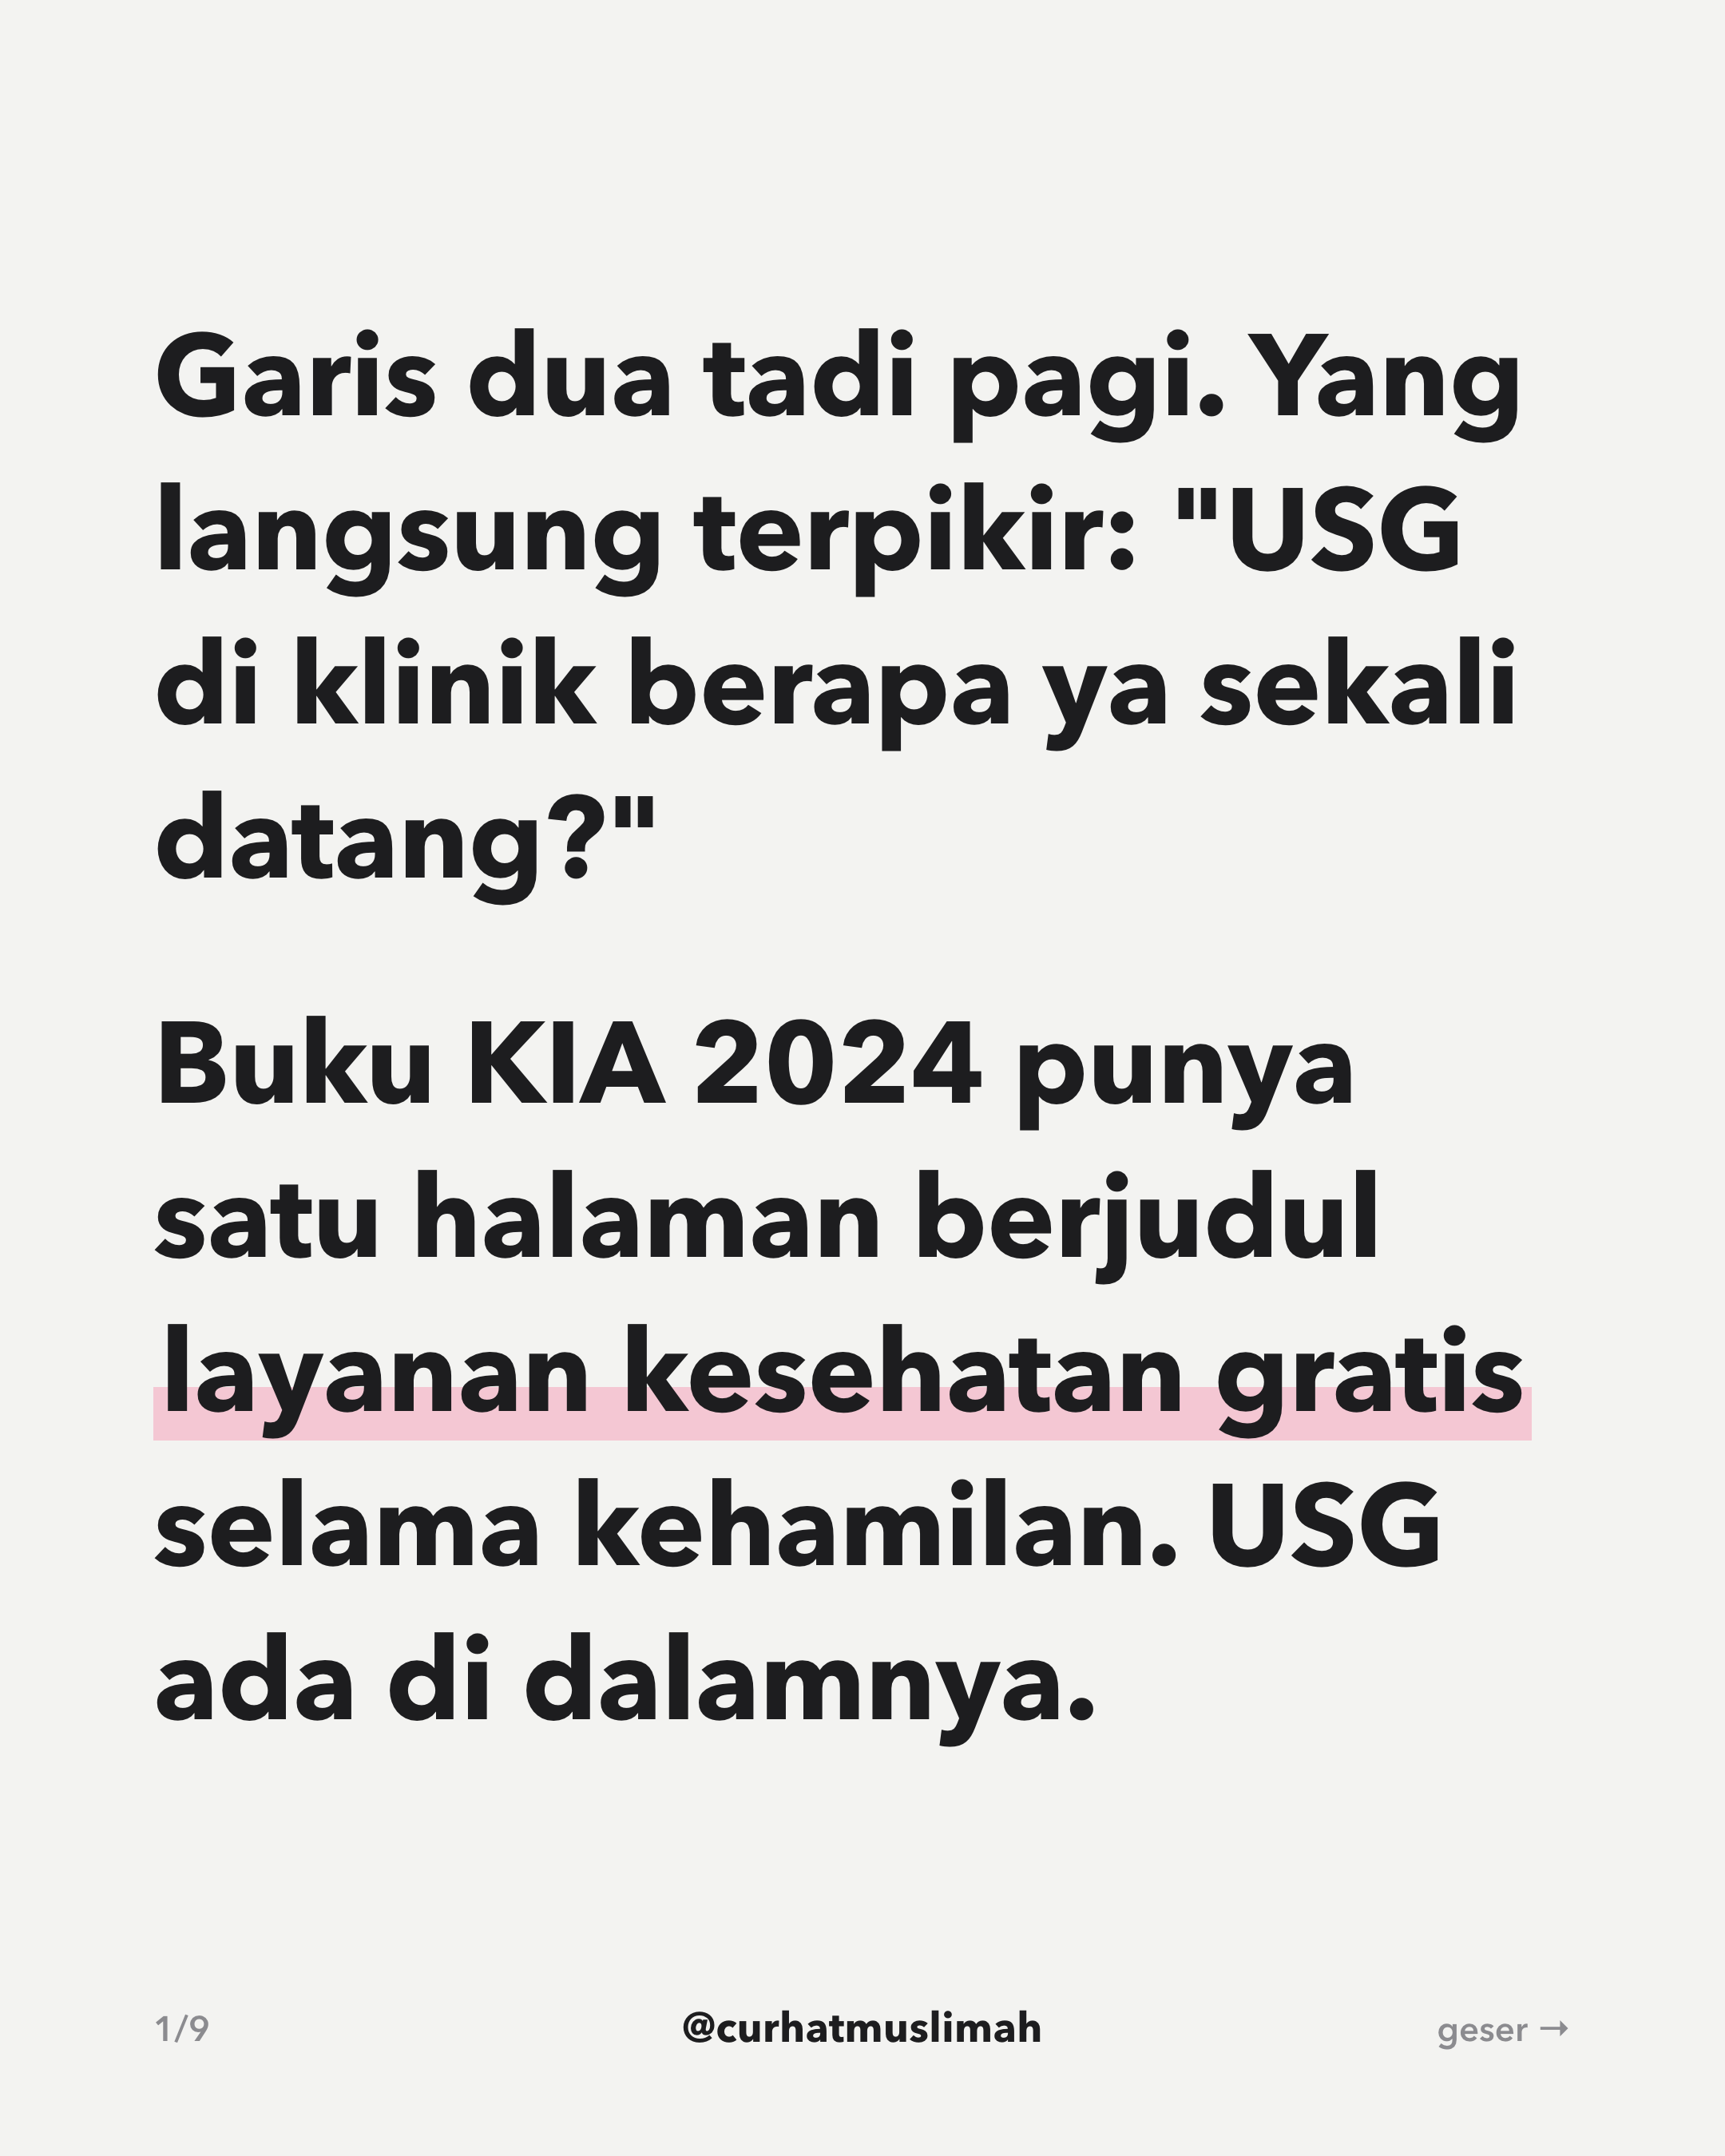 Garis dua tadi pagi. Yang
langsung terpikir: "USG
di klinik berapa ya sekali
datang?"
Buku KIA 2024 punya
satu halaman berjudul
layanan kesehatan gratis
selama kehamilan. USG
ada di dalamnya.
1/9
@curhatmuslimah
geser →